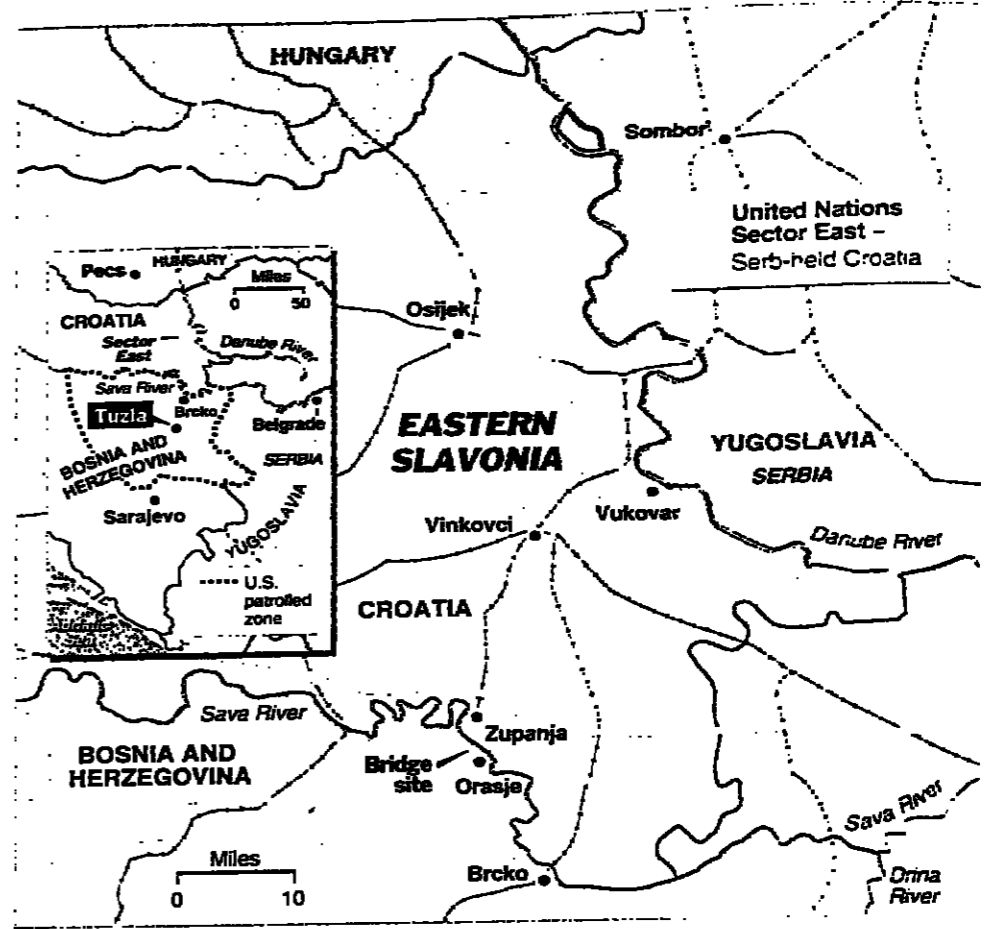 HUNGARY
Sombor
United Nations
Sector East –
Serb-held Croatia
Osijek
EASTERN
SLAVONIA
YUGOSLAVIA
SERBIA
Vinkovci
Vukovar
Danube River
CROATIA
Sava River
Zupanja
BOSNIA AND
HERZEGOVINA
Bridge
site
Orasje
Brcko
Sava River
Drina
River
Miles
0 10
Pecs
HUNGARY
Miles
0 50
CROATIA
Sector
East
Danube River
Sava River
Tuzla
Brcko
Belgrade
BOSNIA AND
HERZEGOVINA
SERBIA
Sarajevo
YUGOSLAVIA
U.S.
patrolled
zone